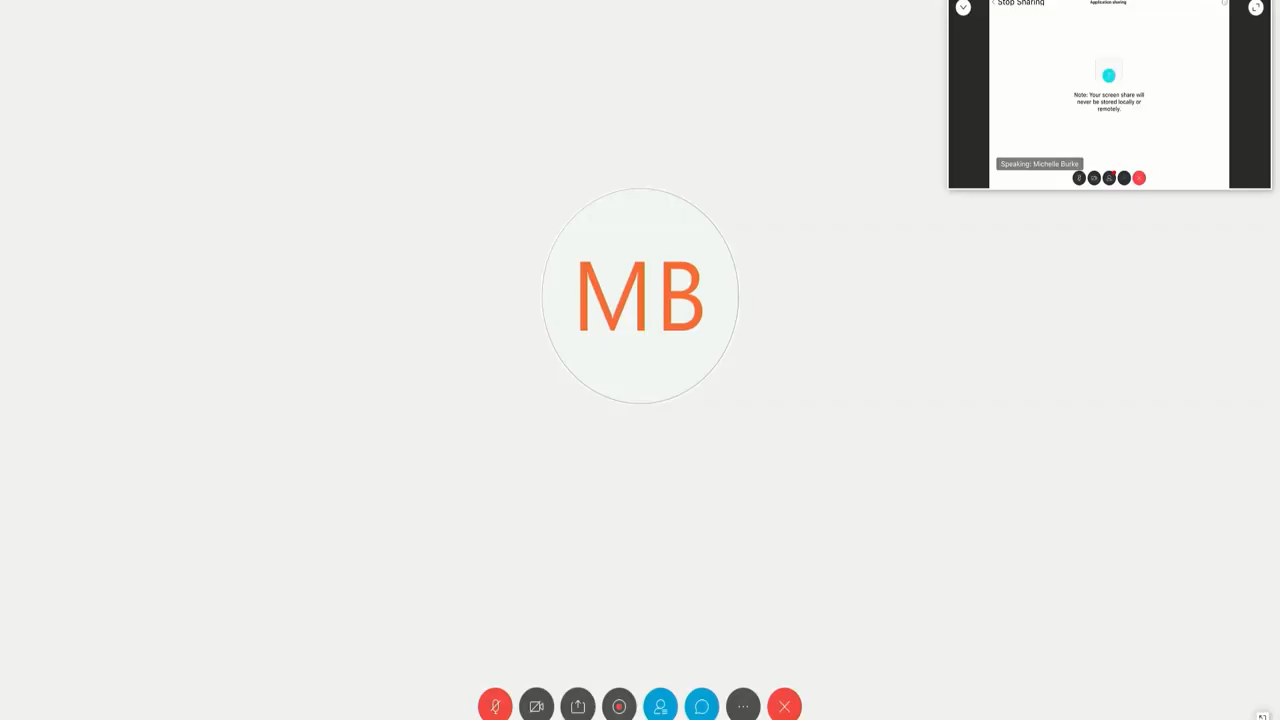 Stop Sharing
Application sharing
Note: Your screen share will
never be stored locally or
remotely.
Speaking: Michelle Burke
MB